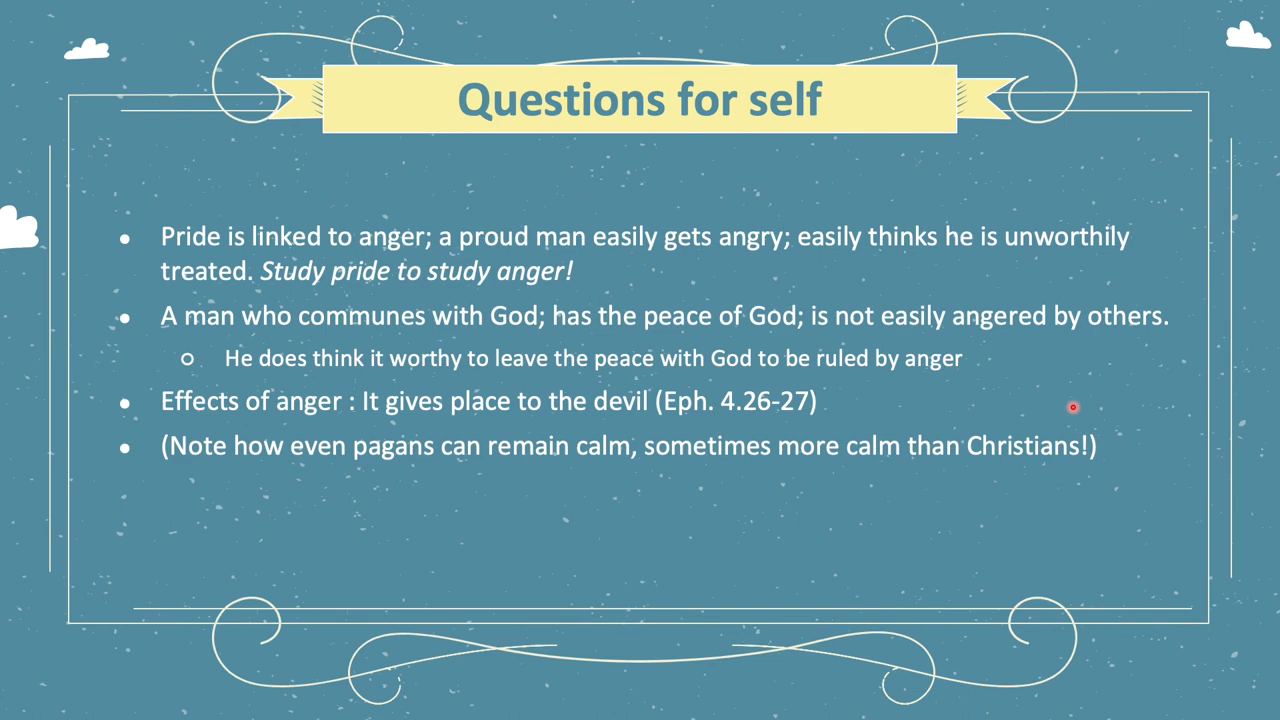 Questions for self
● Pride is linked to anger; a proud man easily gets angry; easily thinks he is unworthily
treated. Study pride to study anger!
● A man who communes with God; has the peace of God; is not easily angered by others.
○ He does think it worthy to leave the peace with God to be ruled by anger
● Effects of anger : It gives place to the devil (Eph. 4.26-27)
● (Note how even pagans can remain calm, sometimes more calm than Christians!)